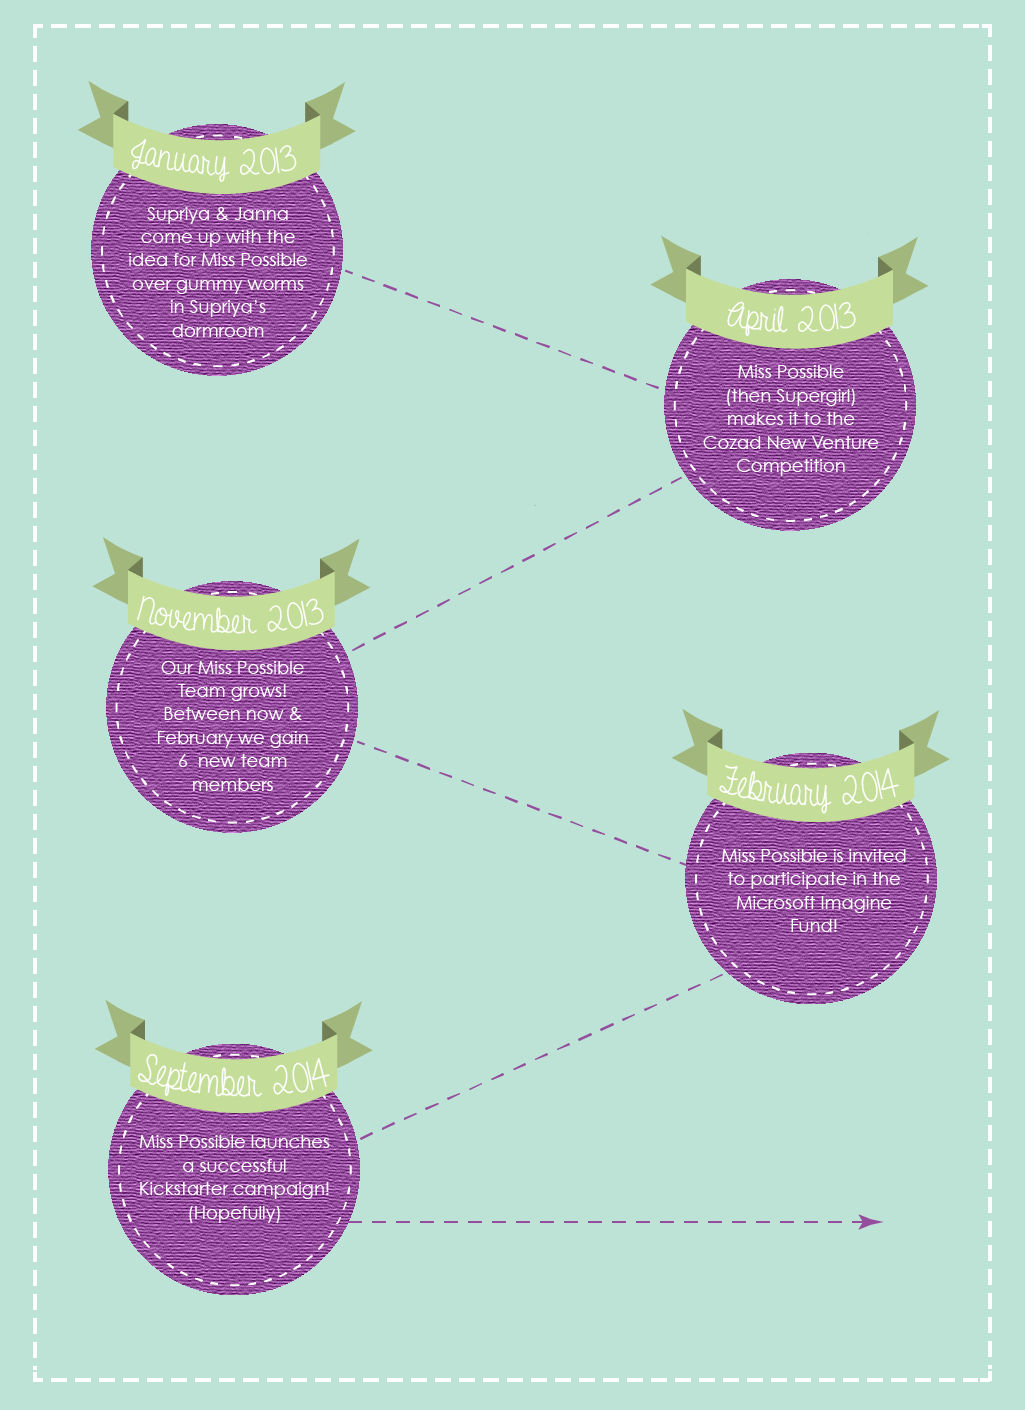 January 2013
Supriya & Janna
come up with the
idea for Miss Possible
over gummy worms
in Supriya's
dormroom
April 2013
Miss Possible
(then Supergirl)
makes it to the
Cozad New Venture
Competition
November 2013
Our Miss Possible
Team grows!
Between now &
February we gain
6 new team
members
February 2014
Miss Possible is invited
to participate in the
Microsoft Imagine
Fund!
September 2014
Miss Possible launches
a successful
Kickstarter campaign!
(Hopefully)